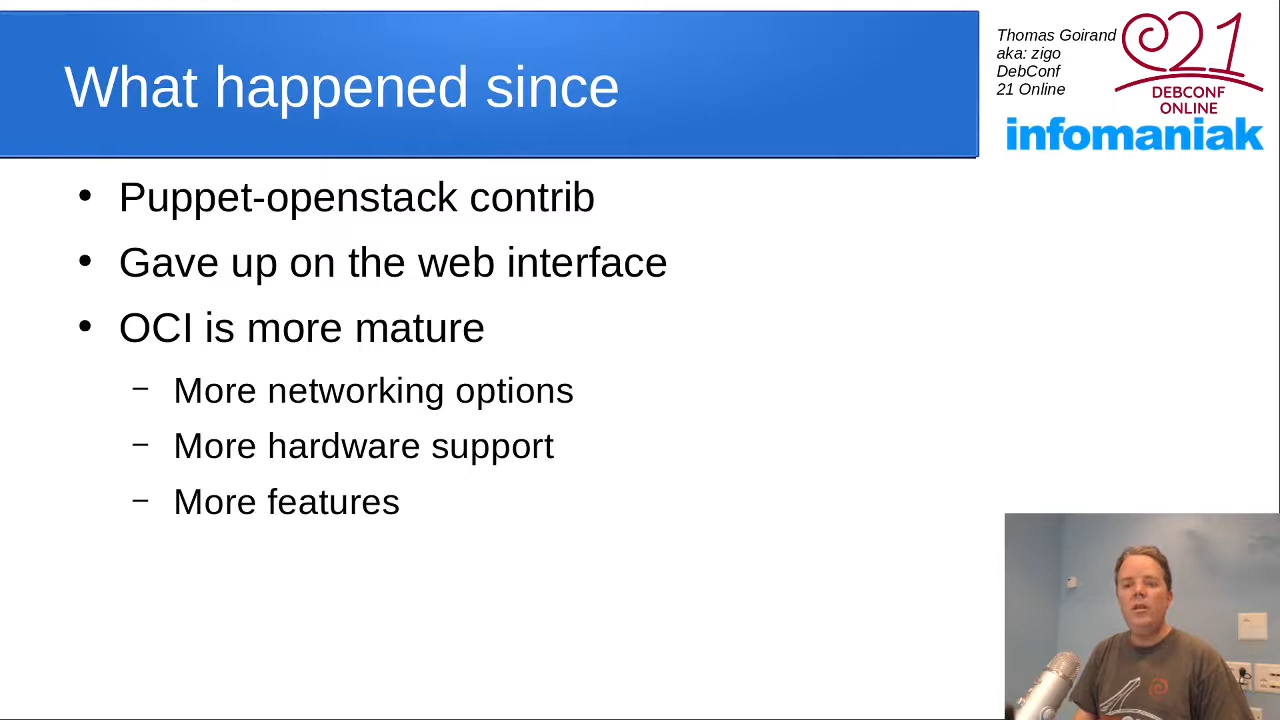 What happened since
Thomas Goirand
aka: zigo
DebConf
21 Online
21
DEBCONF
ONLINE
infomaniak
• Puppet-openstack contrib
• Gave up on the web interface
• OCI is more mature
– More networking options
– More hardware support
– More features